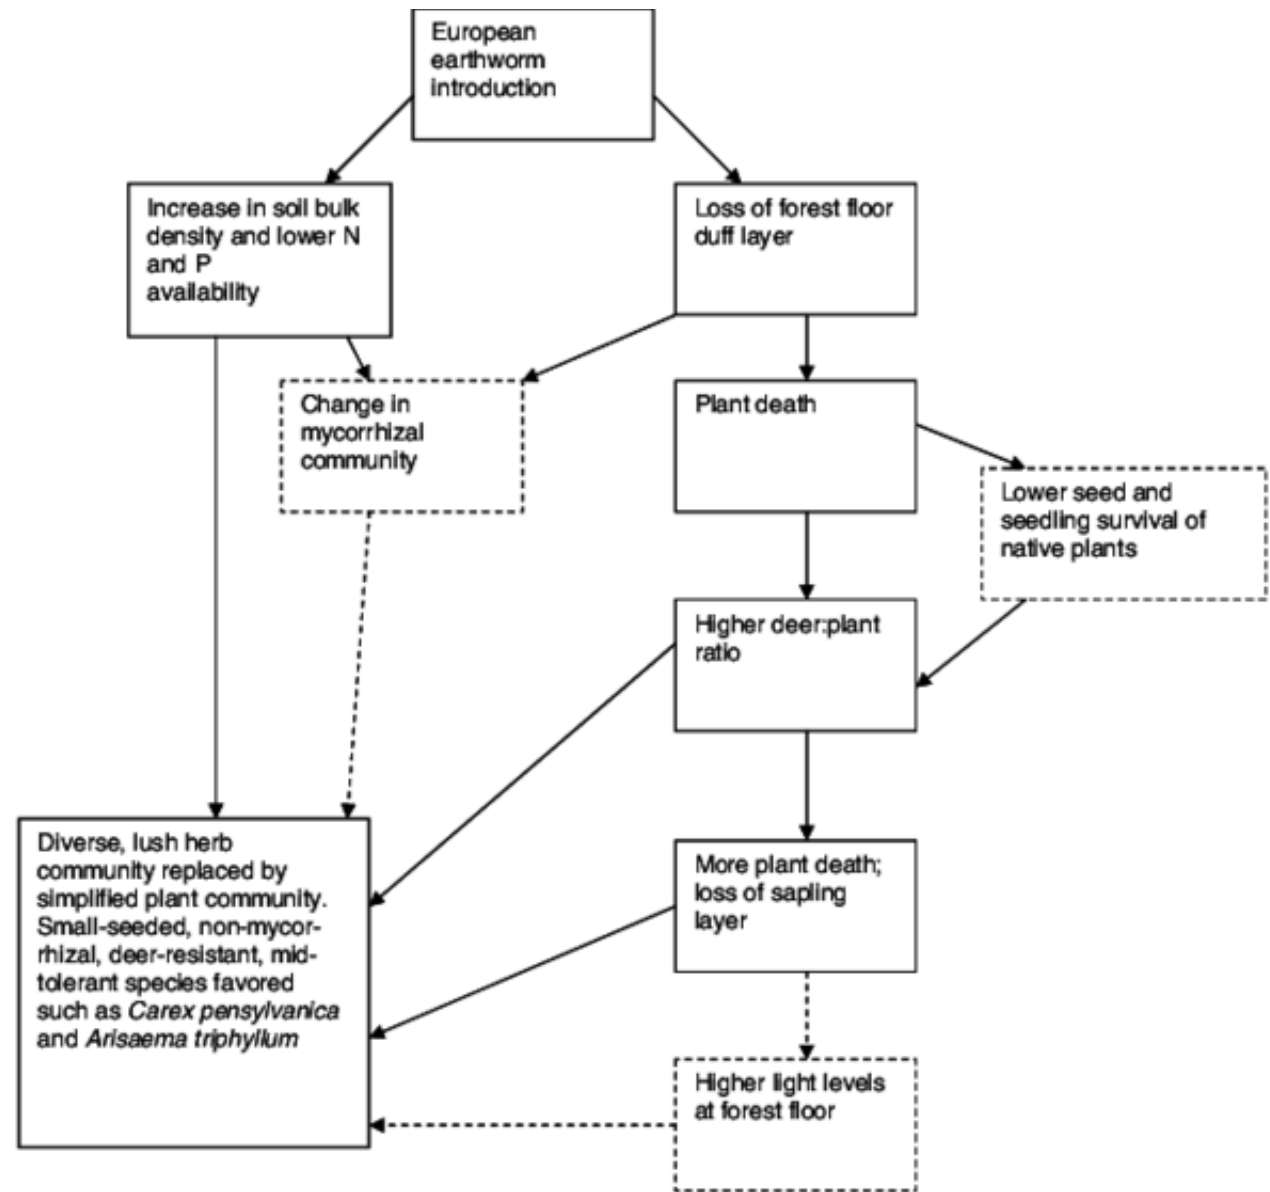 European
earthworm
introduction
Increase in soil bulk
density and lower N
and P
availability
Loss of forest floor
duff layer
Change in
mycorrhizal
community
Plant death
Lower seed and
seedling survival of
native plants
Higher deer:plant
ratio
Diverse, lush herb
community replaced by
simplified plant community.
Small-seeded, non-mycor-
rhizal, deer-resistant, mid-
tolerant species favored
such as Carex pensylvanica
and Arisaema triphyllum
More plant death;
loss of sapling
layer
Higher light levels
at forest floor